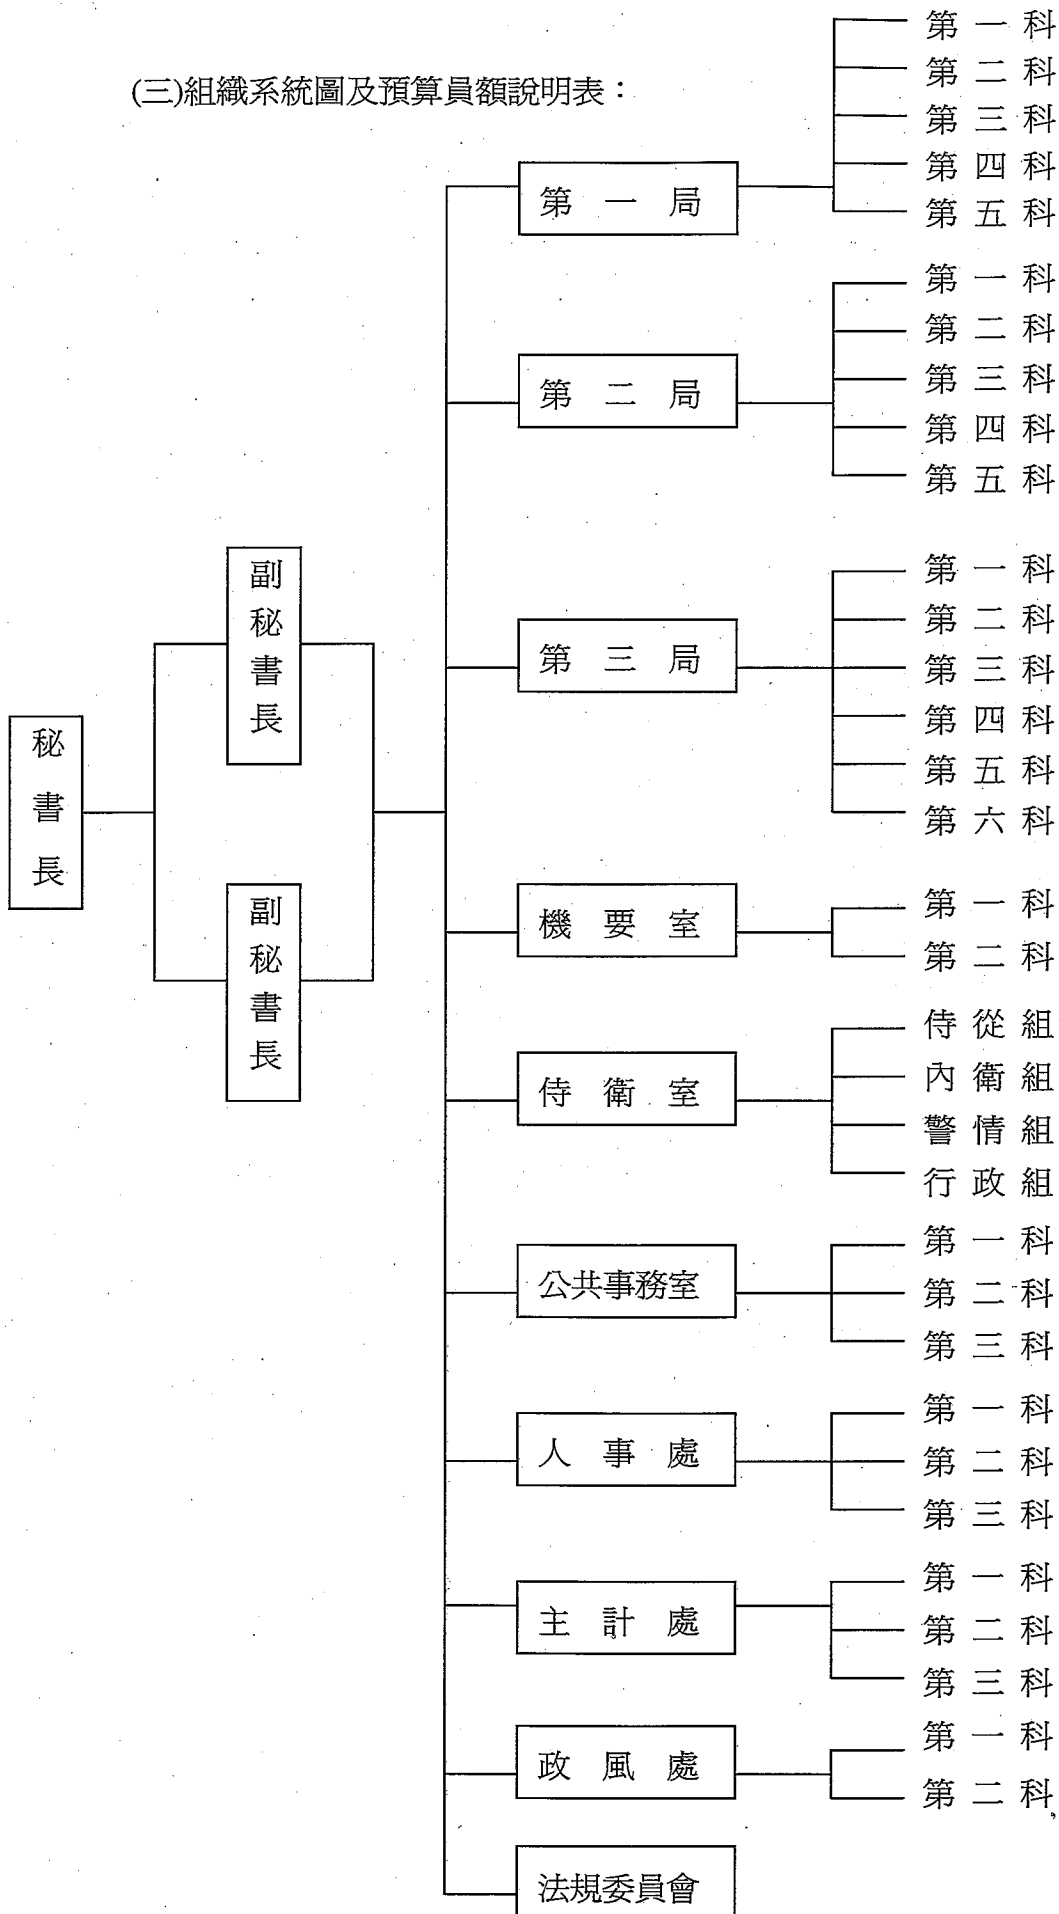 (三)組織系統圖及預算員額說明表：
秘書長
副秘書長
副秘書長
第一局
第一科
第二科
第三科
第四科
第五科
第二局
第一科
第二科
第三科
第四科
第五科
第三局
第一科
第二科
第三科
第四科
第五科
第六科
機要室
第一科
第二科
侍衛室
侍從組
內衛組
警情組
行政組
公共事務室
第一科
第二科
第三科
人事處
第一科
第二科
第三科
主計處
第一科
第二科
第三科
政風處
第一科
第二科
法規委員會